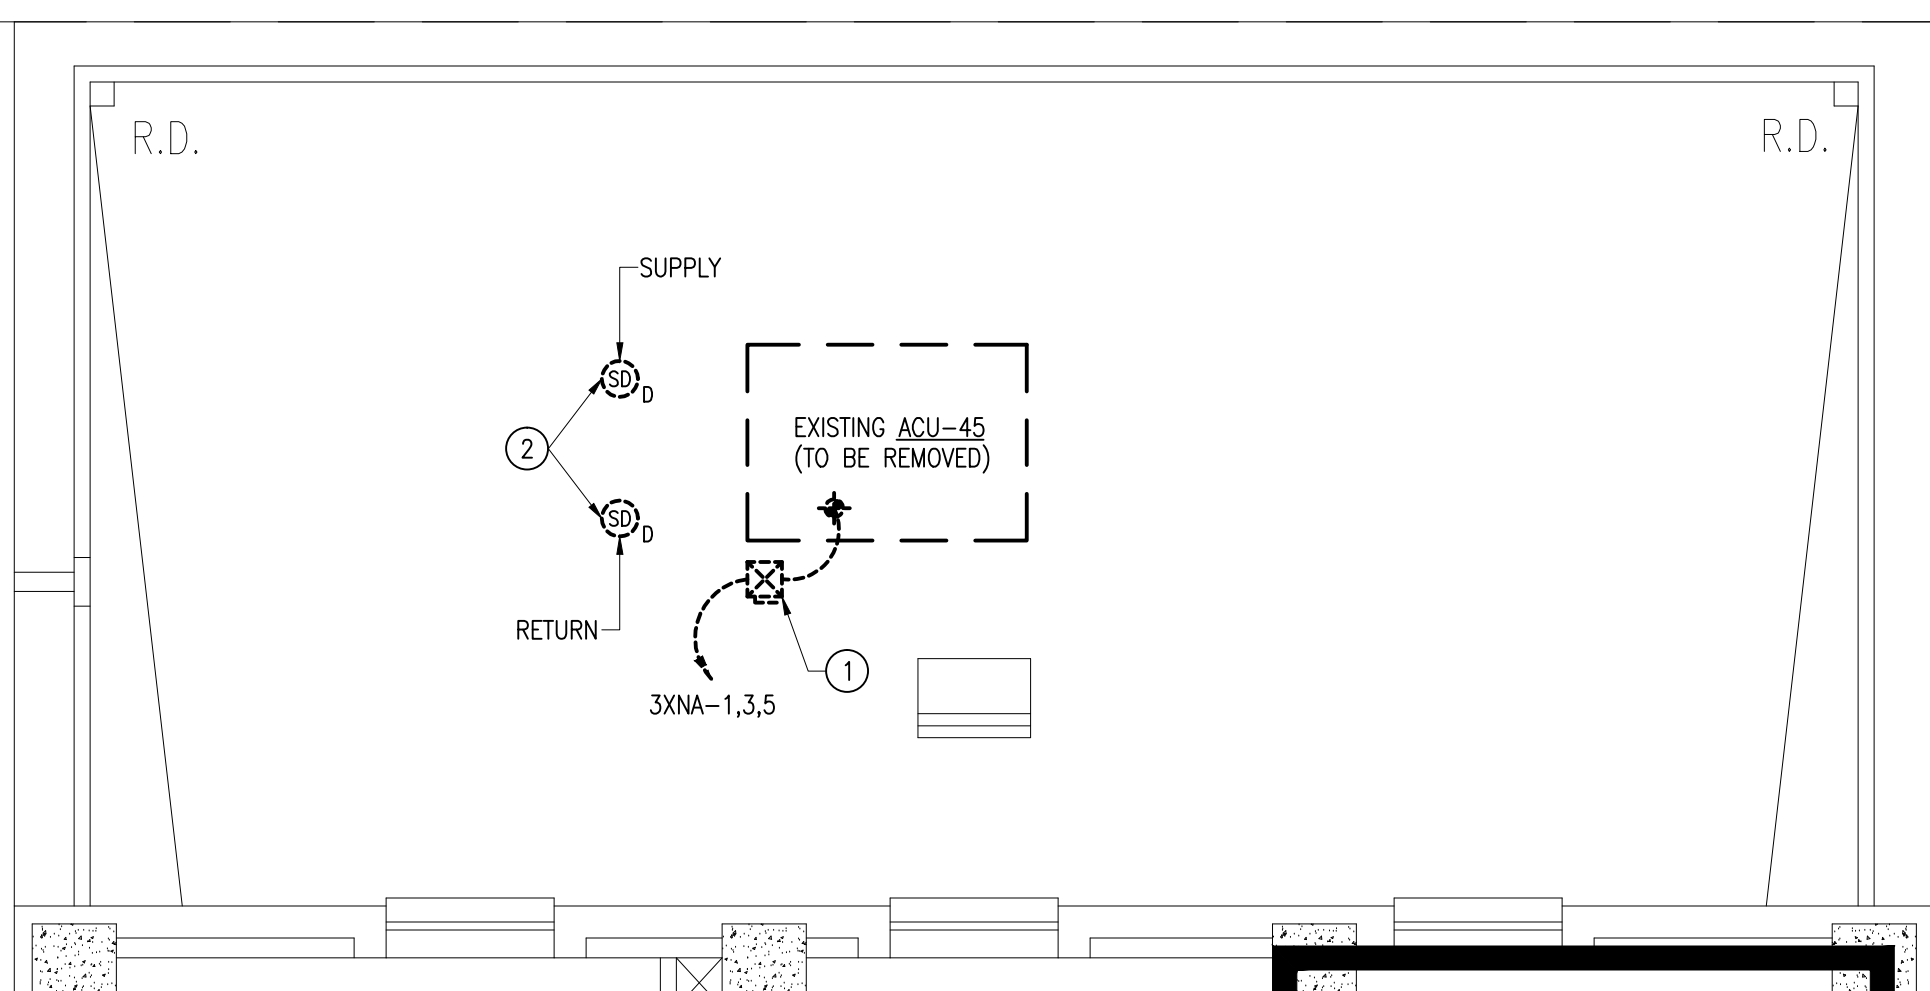 R.D.
R.D.
SUPPLY
SD
D
EXISTING ACU-45
(TO BE REMOVED)
2
SD
D
RETURN
1
3XNA-1,3,5